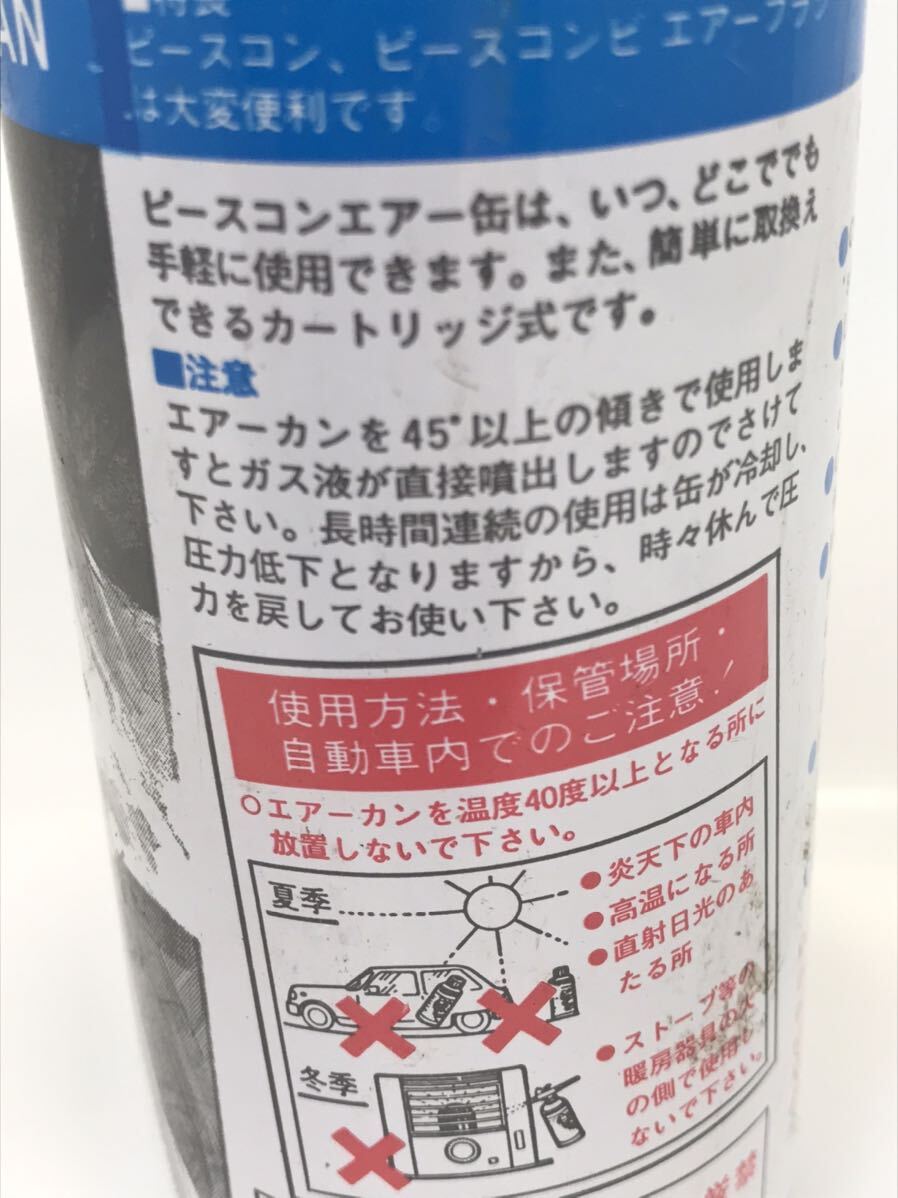 AN
■特長
ピースコン、ピースコンビ エアーブラシ
は大変便利です。
ピースコンエアー缶は、いつ、どこででも
手軽に使用できます。また、簡単に取換え
できるカートリッジ式です。
■注意
エアーカンを45°以上の傾きで使用しま
すとガス液が直接噴出しますのでさけて
下さい。長時間連続の使用は缶が冷却し、
圧力低下となりますから、時々休んで圧
力を戻してお使い下さい。
使用方法・保管場所・
自動車内でのご注意!
○エアーカンを温度40度以上となる所に
放置しないで下さい。
夏季
●炎天下の車内
●高温になる所
●直射日光のあ
たる所
冬季
●ストーブ等の
暖房器具の火
の側で使用し
ないで下さい。